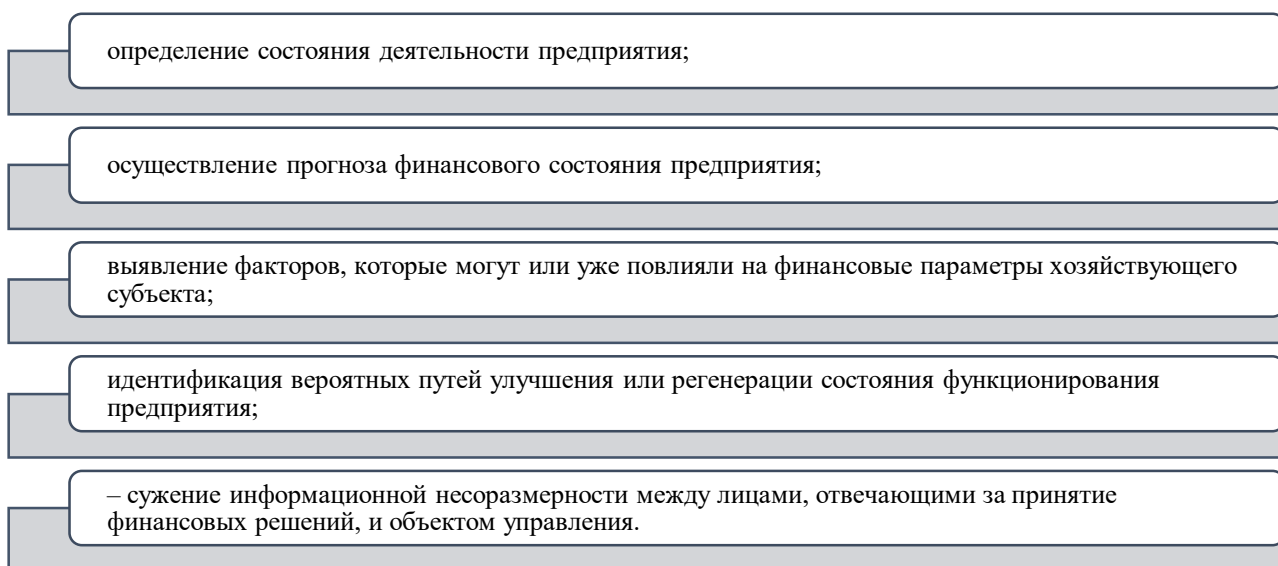 определение состояния деятельности предприятия;
осуществление прогноза финансового состояния предприятия;
выявление факторов, которые могут или уже повлияли на финансовые параметры хозяйствующего
субъекта;
идентификация вероятных путей улучшения или регенерации состояния функционирования
предприятия;
– сужение информационной несоразмерности между лицами, отвечающими за принятие
финансовых решений, и объектом управления.